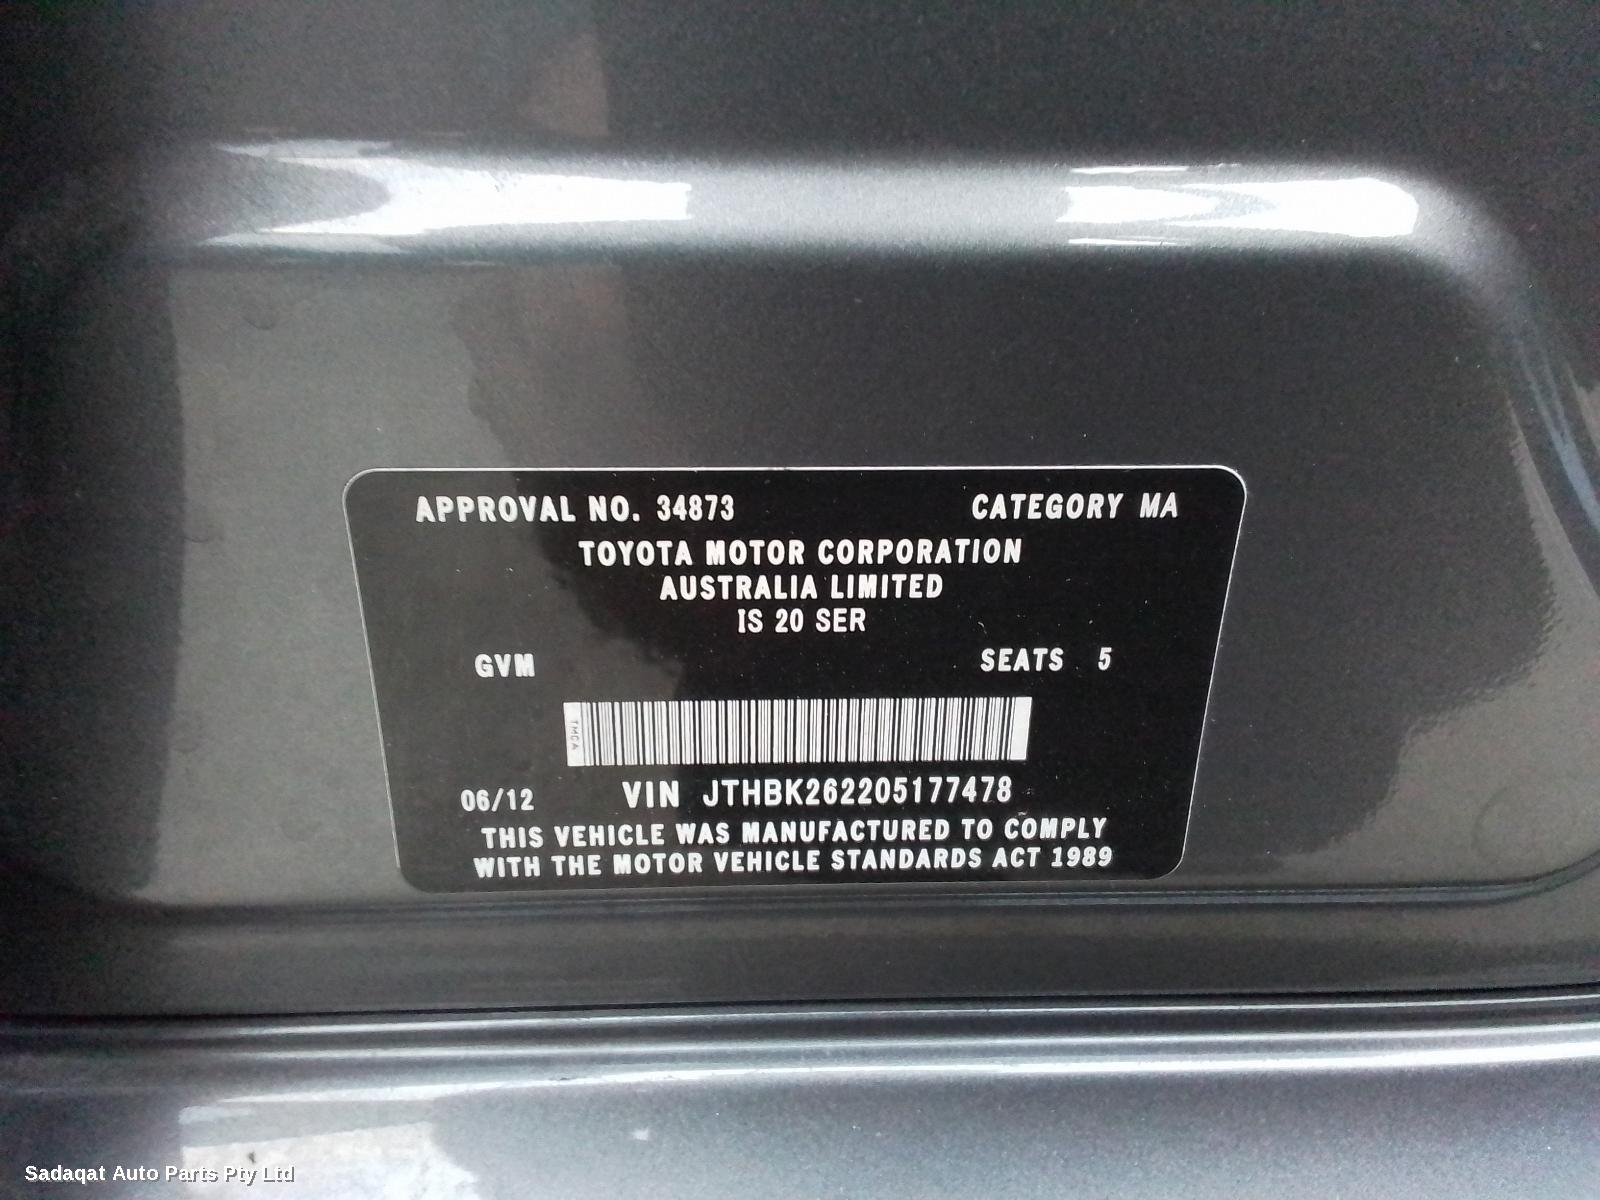 APPROVAL NO. 34873 CATEGORY MA
TOYOTA MOTOR CORPORATION
AUSTRALIA LIMITED
IS 20 SER
GVM SEATS 5
TMCA
06/12 VIN JTHBK262205177478
THIS VEHICLE WAS MANUFACTURED TO COMPLY
WITH THE MOTOR VEHICLE STANDARDS ACT 1989
Sadaqat Auto Parts Pty Ltd